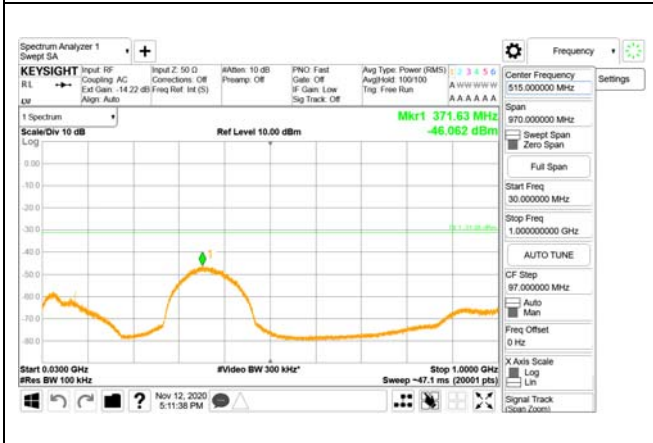 Spectrum Analyzer 1
Swept SA
Frequency
KEYSIGHT
Input: RF
Coupling: AC
Ext Gain: -14.22 dB
Align: Auto
Input Z: 50 Ω
Corrections: Off
Freq Ref: Int (S)
#Atten: 10 dB
Preamp: Off
PNO: Fast
Gate: Off
IF Gain: Low
Sig Track: Off
Avg Type: Power (RMS)
Avg|Hold: 100/100
Trig: Free Run
1 2 3 4 5 6
A W W W W W
A A A A A A
RL
1 Spectrum
Scale/Div 10 dB
Log
Ref Level 10.00 dBm
Mkr1 371.63 MHz
-46.062 dBm
0.00
-10.0
-20.0
-30.0
-40.0
-50.0
-60.0
-70.0
-80.0
1
Start 0.0300 GHz
#Res BW 100 kHz
#Video BW 300 kHz*
Stop 1.0000 GHz
Sweep ~47.1 ms (20001 pts)
Nov 12, 2020
5:11:38 PM
Center Frequency
515.000000 MHz
Settings
Span
970.000000 MHz
Swept Span
Zero Span
Full Span
Start Freq
30.000000 MHz
Stop Freq
1.000000000 GHz
AUTO TUNE
CF Step
97.000000 MHz
Auto
Man
Freq Offset
0 Hz
X Axis Scale
Log
Lin
Signal Track
(Span Zoom)